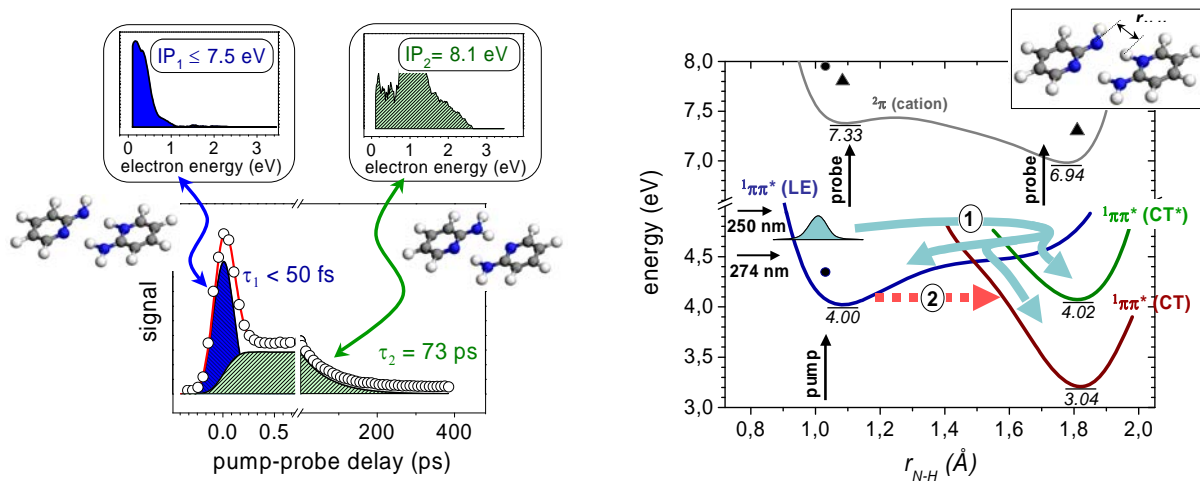 IP₁ ≤ 7.5 eV
0 1 2 3
electron energy (eV)
IP₂= 8.1 eV
0 1 2 3
electron energy (eV)
signal
τ₁ < 50 fs
τ₂ = 73 ps
0.0 0.5 200 400
pump-probe delay (ps)
8,0
7,5
7,0
4,5
4,0
3,5
3,0
energy (eV)
²π (cation)
7.33
6.94
probe
probe
¹ππ* (LE)
250 nm
274 nm
1
2
¹ππ* (CT*)
¹ππ* (CT)
4.00
4.02
3.04
pump
0,8 1,0 1,2 1,4 1,6 1,8 2,0
r_N-H (Å)